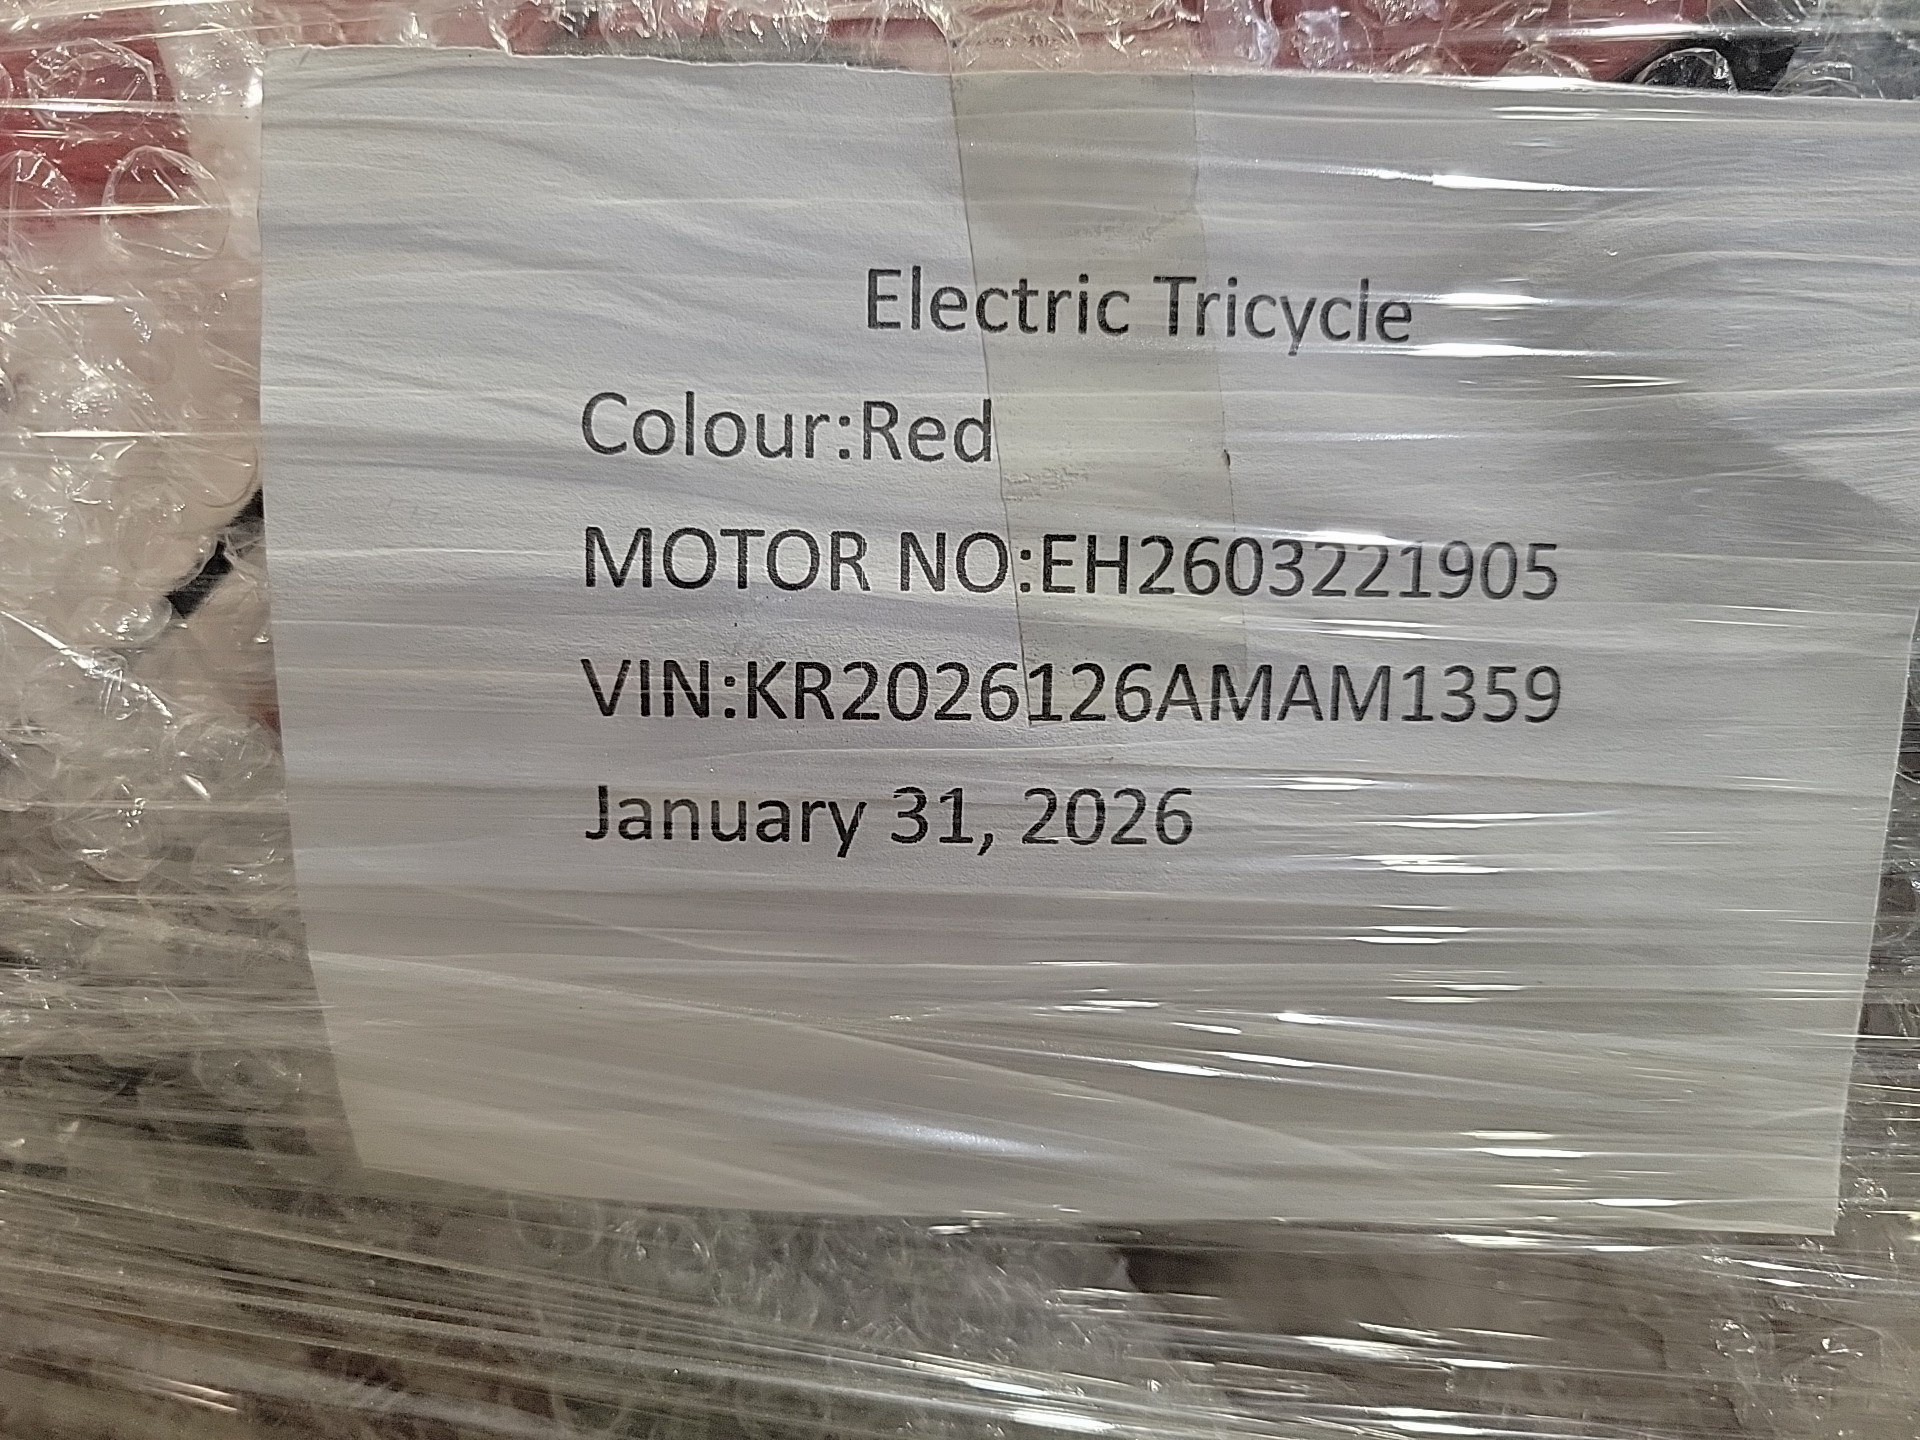 Electric Tricycle
Colour:Red
MOTOR NO:EH2603221905
VIN:KR2026126AMAM1359
January 31, 2026